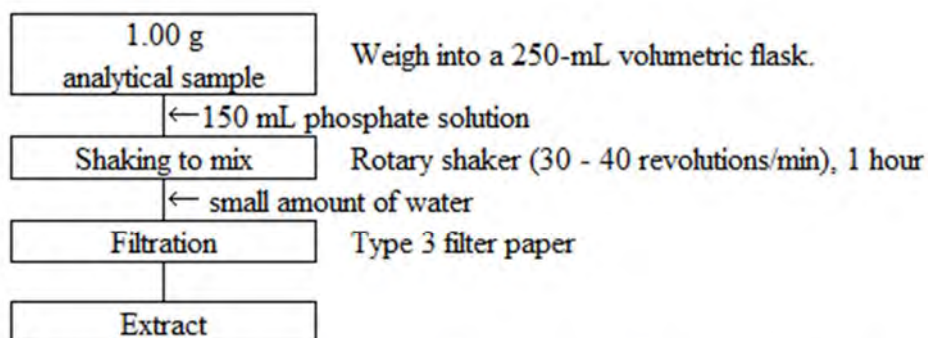 1.00 g
analytical sample
Weigh into a 250-mL volumetric flask.
←150 mL phosphate solution
Shaking to mix
Rotary shaker (30 - 40 revolutions/min), 1 hour
← small amount of water
Filtration
Type 3 filter paper
Extract